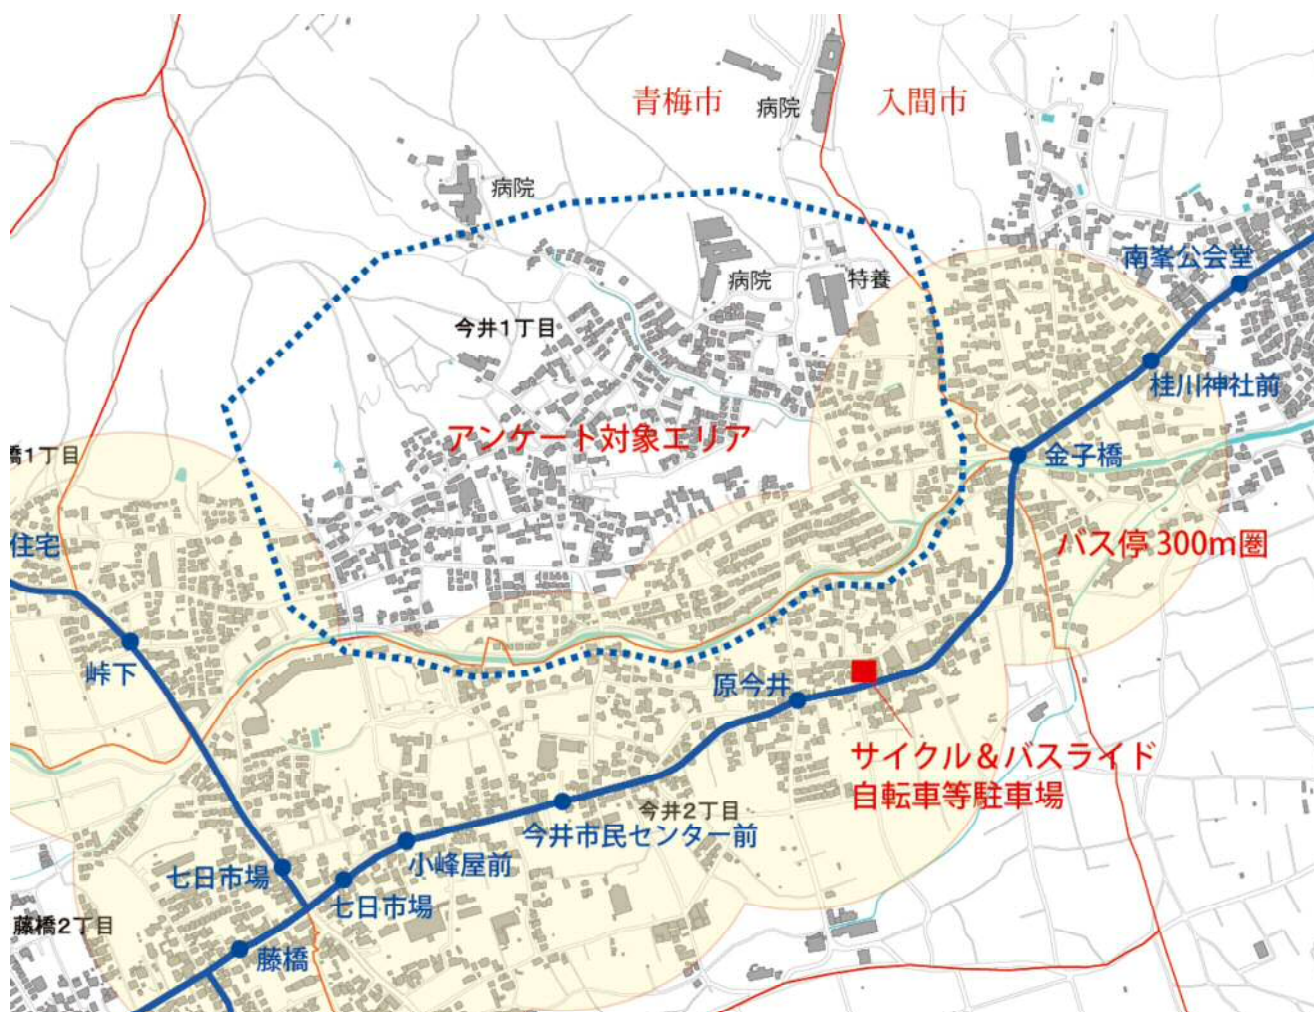 青梅市
入間市
病院
病院
南峯公会堂
病院
特養
今井1丁目
桂川神社前
アンケート対象エリア
橋1丁目
金子橋
住宅
バス停 300m圏
峠下
原今井
サイクル&バスライド
自転車等駐車場
今井2丁目
今井市民センター前
小峰屋前
七日市場
七日市場
藤橋2丁目
藤橋